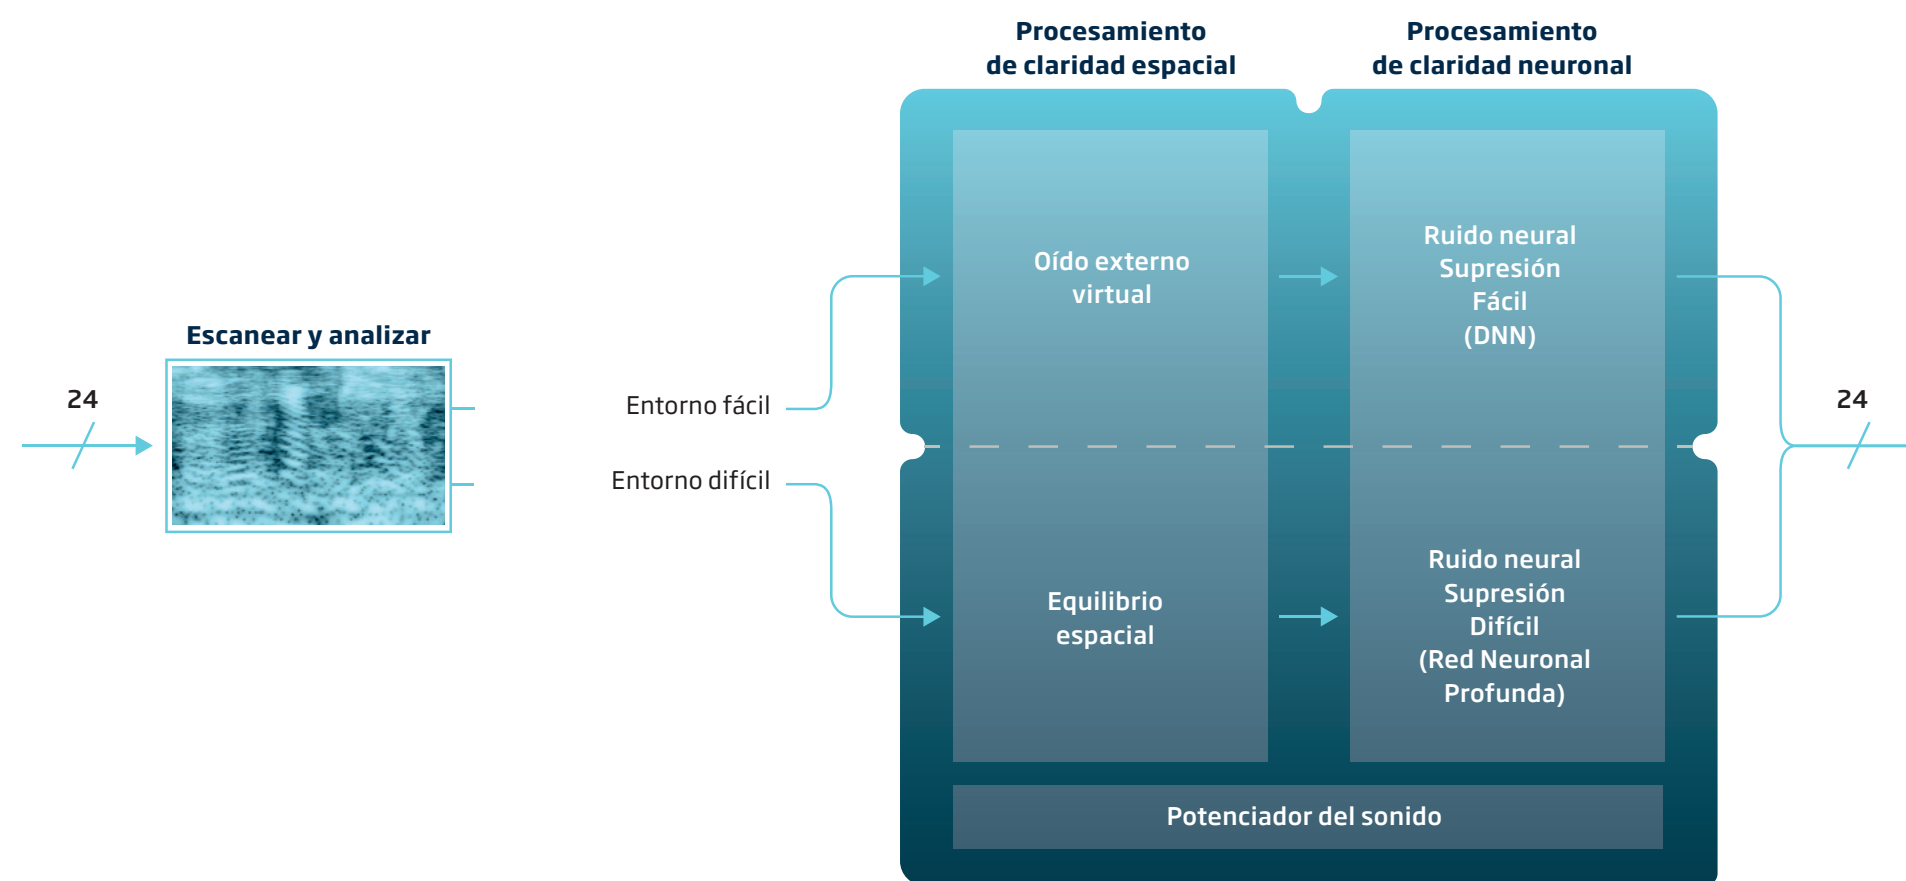 Procesamiento
de claridad espacial
Procesamiento
de claridad neuronal
Escanear y analizar
24
Entorno fácil
Entorno difícil
Oído externo
virtual
Ruido neural
Supresión
Fácil
(DNN)
24
Equilibrio
espacial
Ruido neural
Supresión
Difícil
(Red Neuronal
Profunda)
Potenciador del sonido